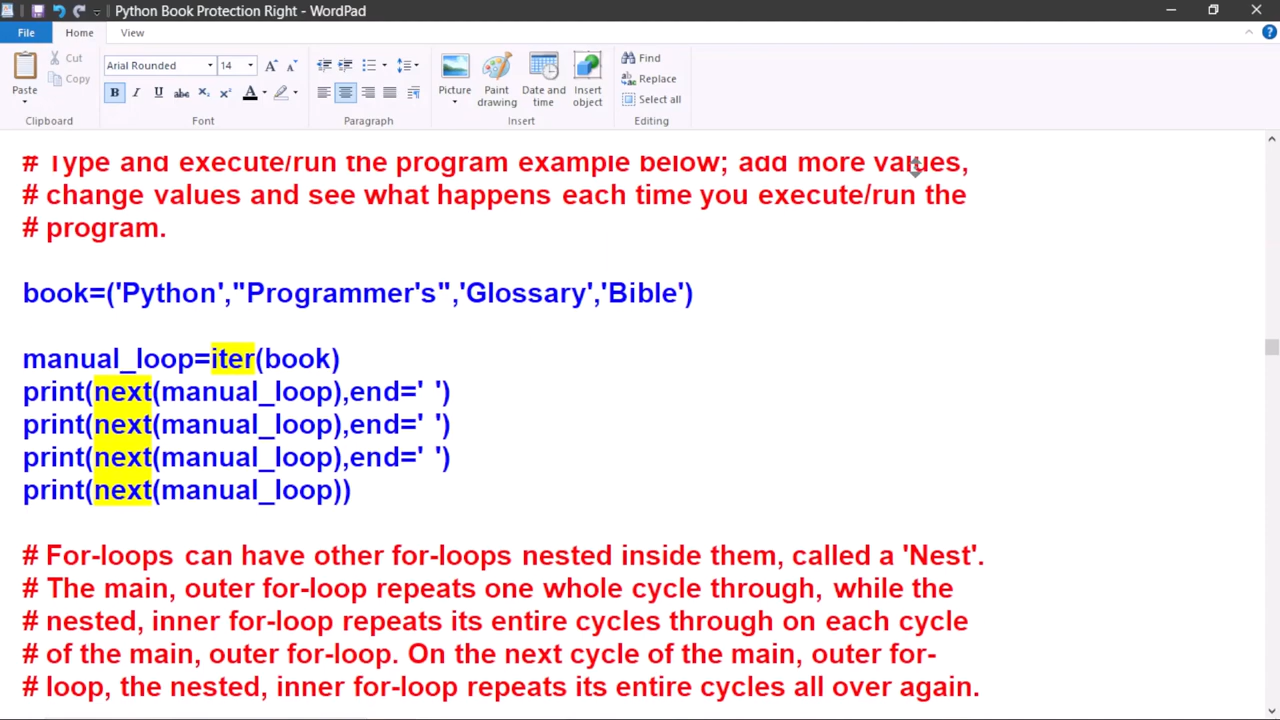 Python Book Protection Right - WordPad
File Home View
Paste Cut Copy
Clipboard
Arial Rounded 14 A A
B I U abc X₂ X² A
Font
Paragraph
Picture Paint drawing Date and time Insert object
Insert
Find
Replace
Select all
Editing
# Type and execute/run the program example below; add more values,
# change values and see what happens each time you execute/run the
# program.
book=('Python',"Programmer's",'Glossary','Bible')
manual_loop=iter(book)
print(next(manual_loop),end=' ')
print(next(manual_loop),end=' ')
print(next(manual_loop),end=' ')
print(next(manual_loop))
# For-loops can have other for-loops nested inside them, called a 'Nest'.
# The main, outer for-loop repeats one whole cycle through, while the
# nested, inner for-loop repeats its entire cycles through on each cycle
# of the main, outer for-loop. On the next cycle of the main, outer for-
# loop, the nested, inner for-loop repeats its entire cycles all over again.